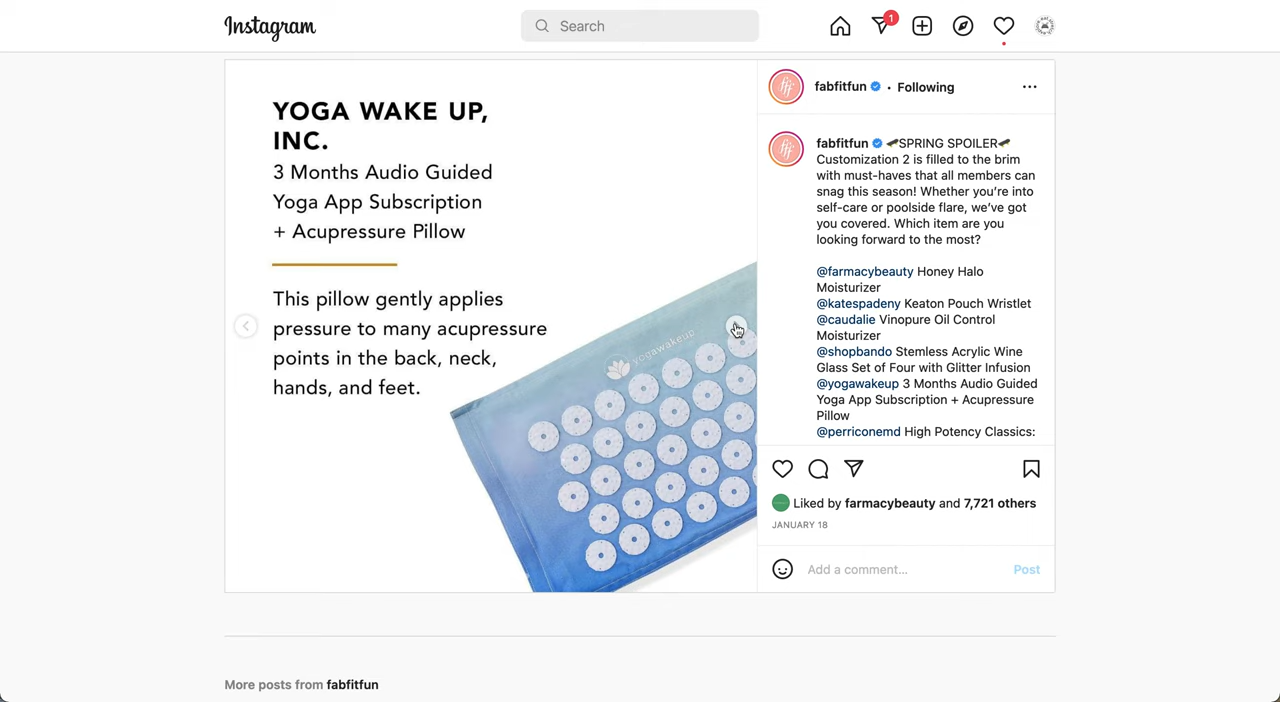 Instagram
Search
1
YOGA WAKE UP,
INC.
3 Months Audio Guided
Yoga App Subscription
+ Acupressure Pillow
This pillow gently applies
pressure to many acupressure
points in the back, neck,
hands, and feet.
yogawakeup
fff
fabfitfun • Following
fff
fabfitfun 🛹SPRING SPOILER🛹
Customization 2 is filled to the brim
with must-haves that all members can
snag this season! Whether you’re into
self-care or poolside flare, we’ve got
you covered. Which item are you
looking forward to the most?
@farmacybeauty Honey Halo
Moisturizer
@katespadeny Keaton Pouch Wristlet
@caudalie Vinopure Oil Control
Moisturizer
@shopbando Stemless Acrylic Wine
Glass Set of Four with Glitter Infusion
@yogawakeup 3 Months Audio Guided
Yoga App Subscription + Acupressure
Pillow
@perriconemd High Potency Classics:
Liked by farmacybeauty and 7,721 others
JANUARY 18
Add a comment...
Post
More posts from fabfitfun